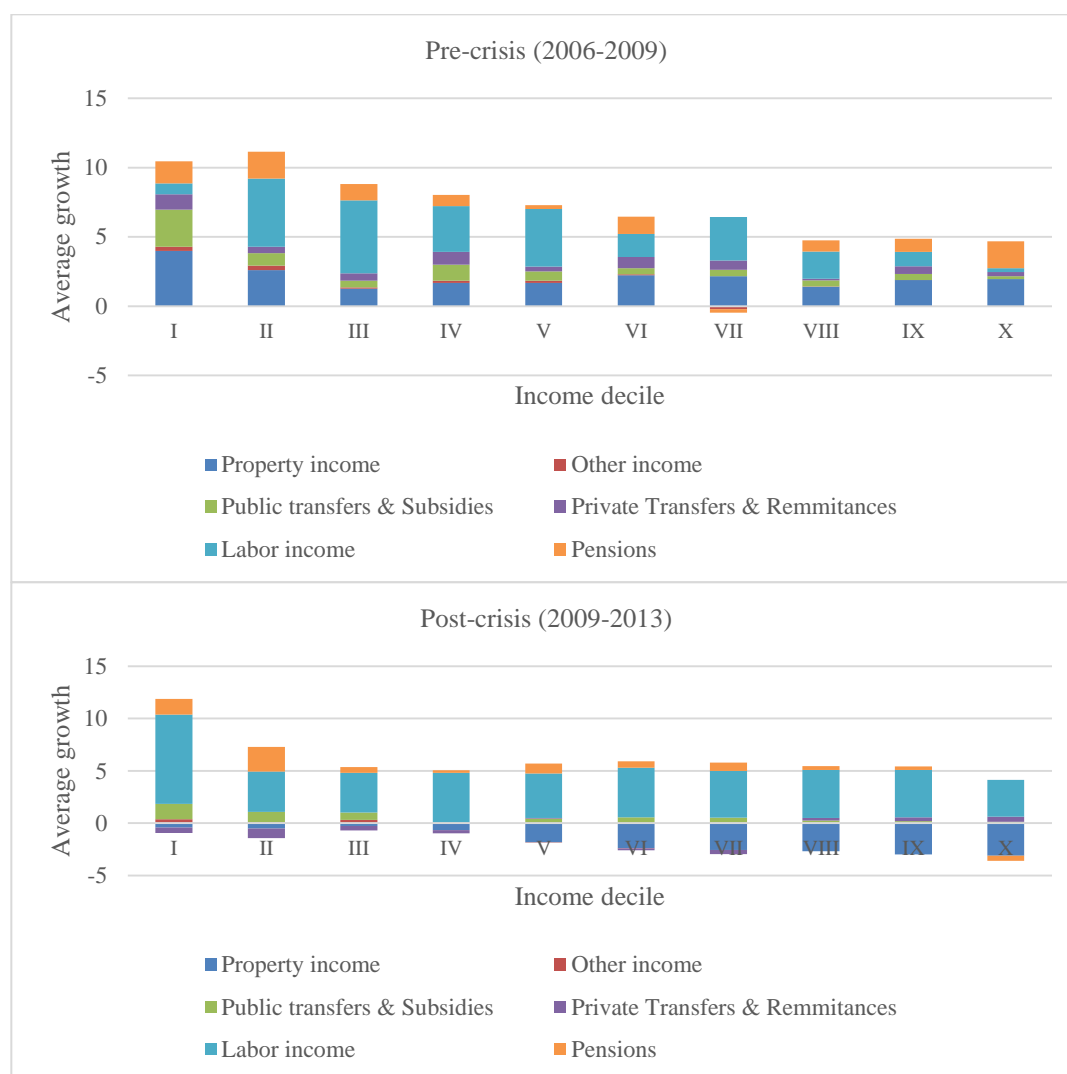 Pre-crisis (2006-2009)
15
10
5
0
-5
Average growth
I II III IV V VI VII VIII IX X
Income decile
Property income Other income
Public transfers & Subsidies Private Transfers & Remmitances
Labor income Pensions
Post-crisis (2009-2013)
15
10
5
0
-5
Average growth
I II III IV V VI VII VIII IX X
Income decile
Property income Other income
Public transfers & Subsidies Private Transfers & Remmitances
Labor income Pensions